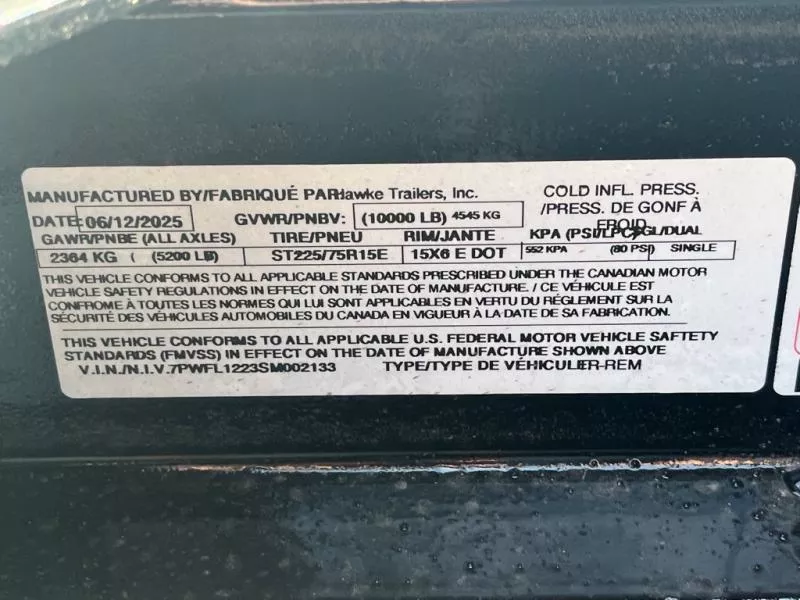 MANUFACTURED BY/FABRIQUÉ PAR Hawke Trailers, Inc.
DATE: 06/12/2025 GVWR/PNBV: (10000 LB) 4545 KG
COLD INFL. PRESS.
/PRESS. DE GONF À
FROID
GAWR/PNBE (ALL AXLES) TIRE/PNEU RIM/JANTE KPA (PSI/LPC) SGL/DUAL
2364 KG ( (5200 LB) ST225/75R15E 15X6 E DOT 552 KPA (80 PSI) SINGLE
THIS VEHICLE CONFORMS TO ALL APPLICABLE STANDARDS PRESCRIBED UNDER THE CANADIAN MOTOR
VEHICLE SAFETY REGULATIONS IN EFFECT ON THE DATE OF MANUFACTURE. / CE VÉHICULE EST
CONFROME À TOUTES LES NORMES QUI LUI SONT APPLICABLES EN VERTU DU RÉGLEMENT SUR LA
SÉCURITÉ DES VÉHICULES AUTOMOBILES DU CANADA EN VIGUEUR À LA DATE DE SA FABRICATION.
THIS VEHICLE CONFORMS TO ALL APPLICABLE U.S. FEDERAL MOTOR VEHICLE SAFTETY
STANDARDS (FMVSS) IN EFFECT ON THE DATE OF MANUFACTURE SHOWN ABOVE
V.I.N./N.I.V.7PWFL1223SM002133 TYPE/TYPE DE VÉHICULE R-REM